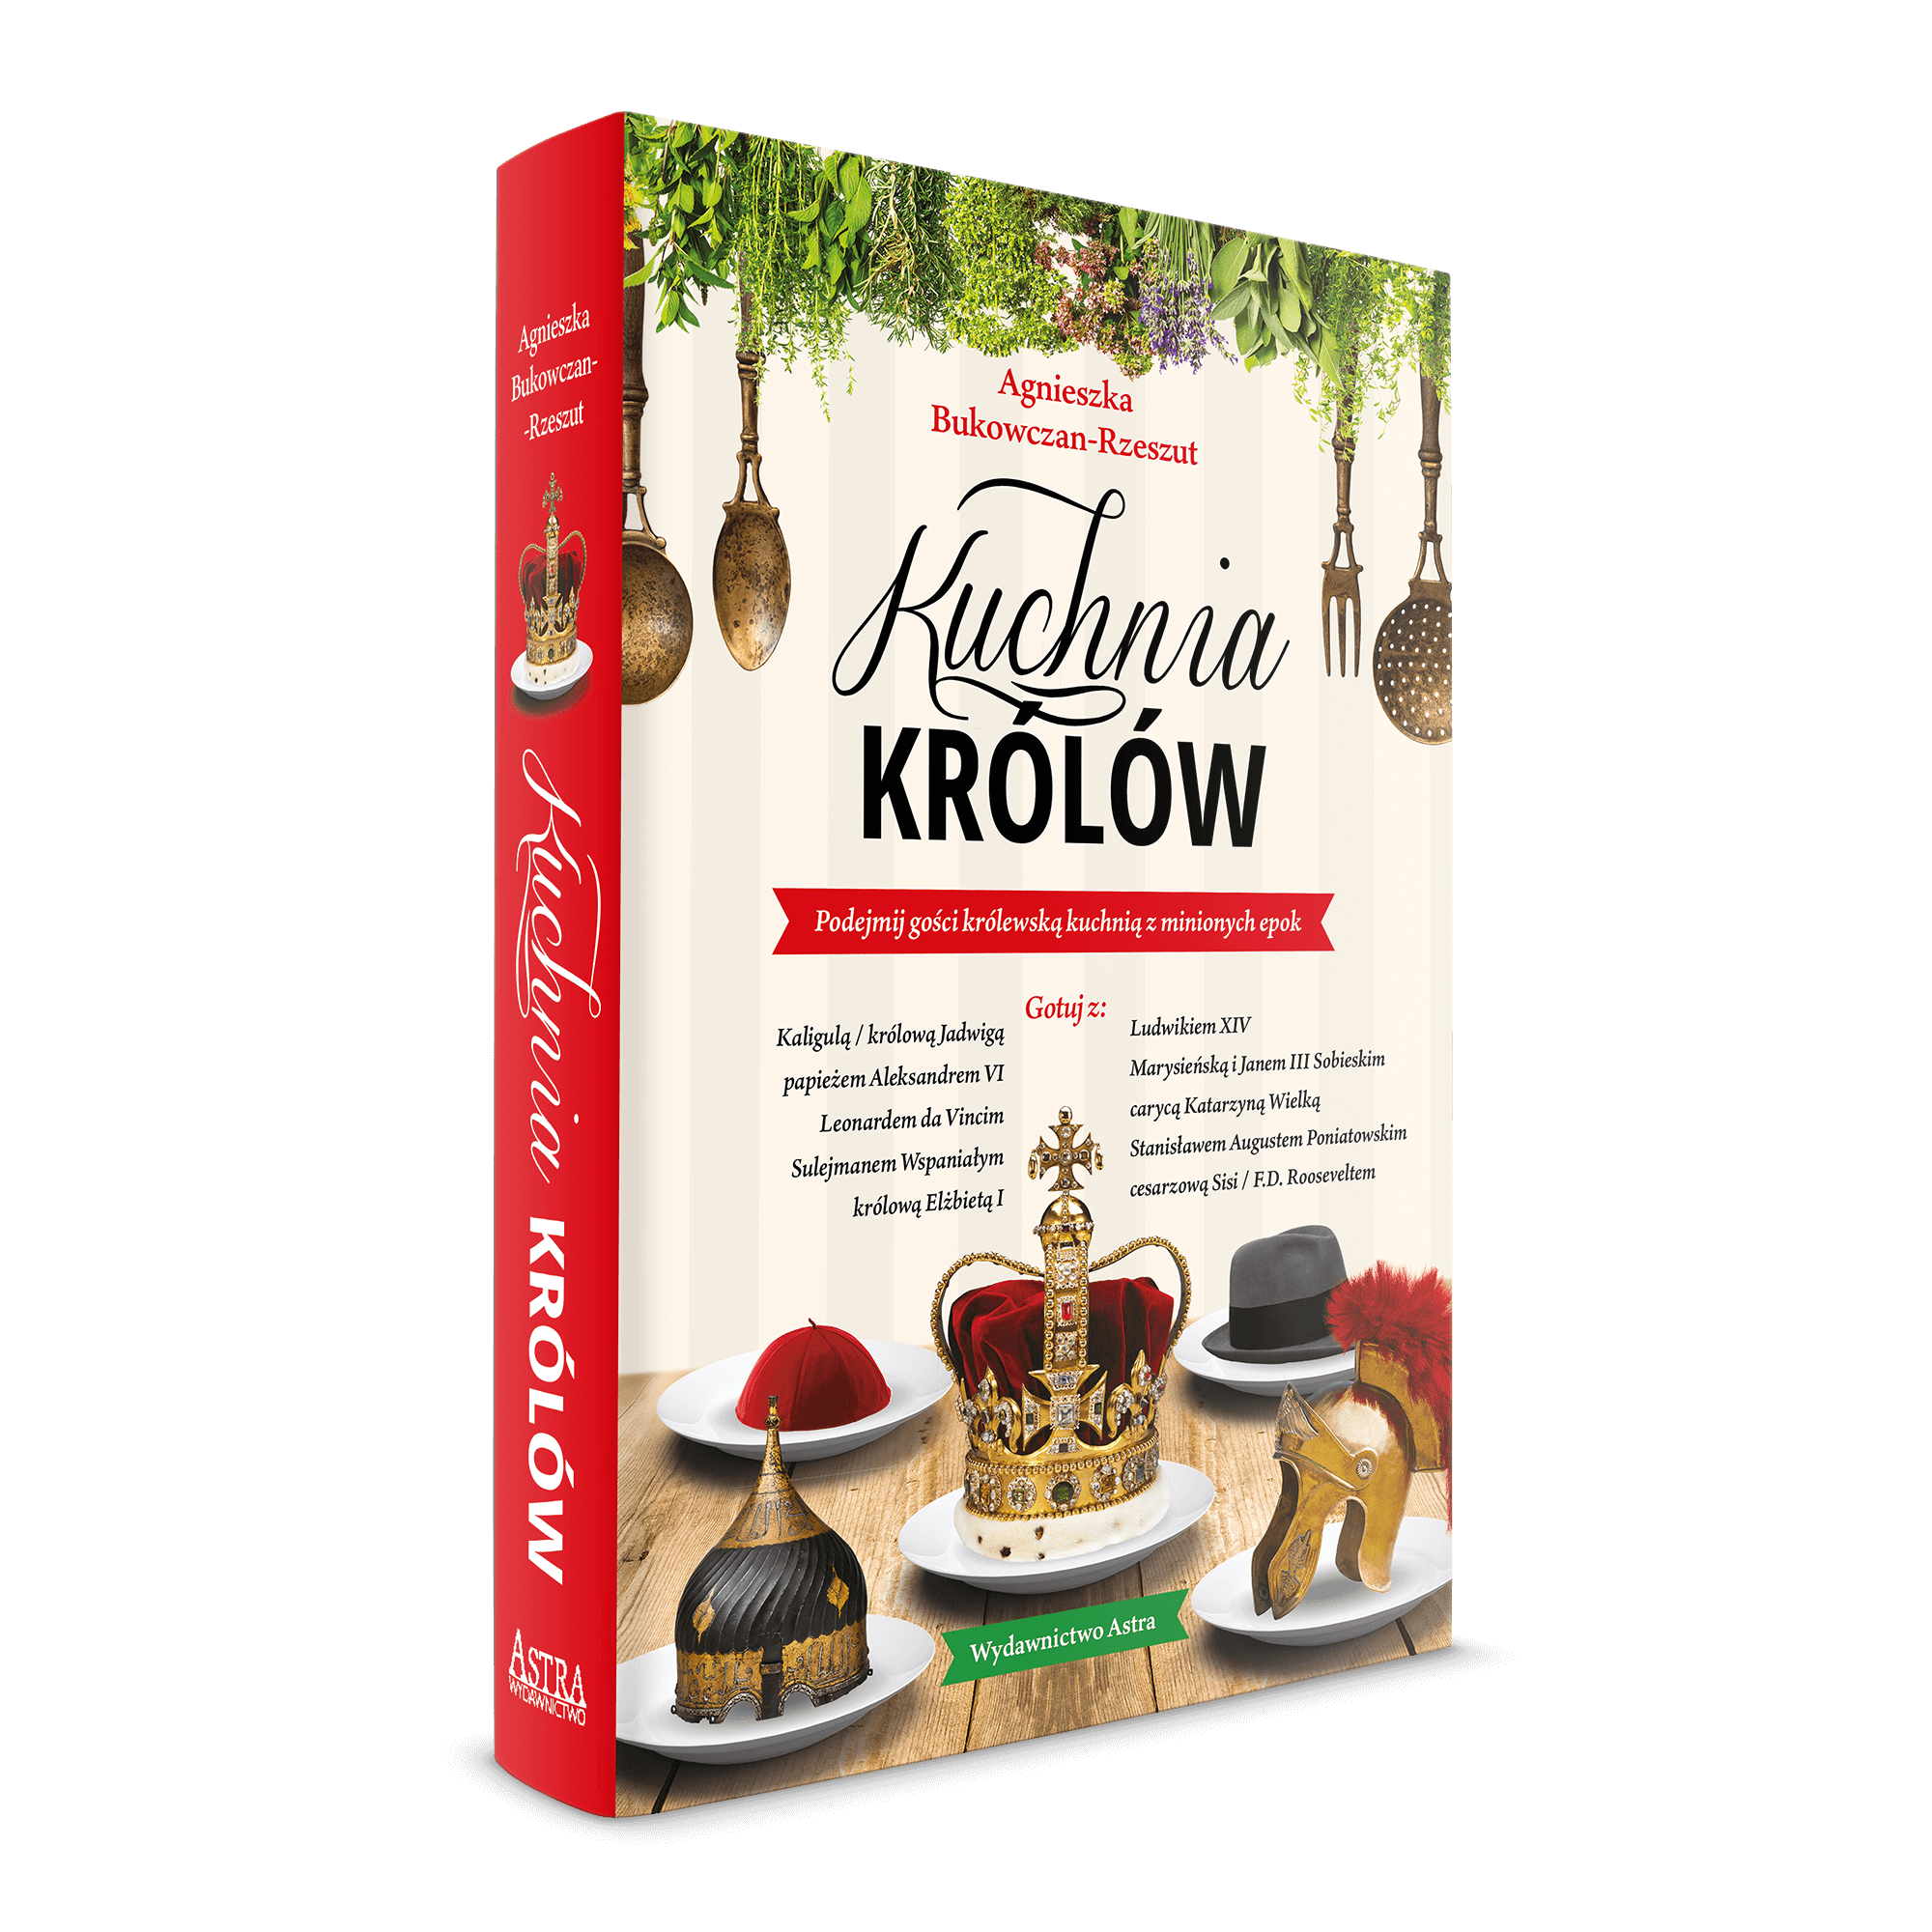 Agnieszka
Bukowczan-
-Rzeszut
Kuchnia KRÓLÓW
ASTRA
WYDAWNICTWO
Agnieszka
Bukowczan-Rzeszut
Kuchnia
KRÓLÓW
Podejmij gości królewską kuchnią z minionych epok
Gotuj z:
Kaligulą / królową Jadwigą
papieżem Aleksandrem VI
Leonardem da Vincim
Sulejmanem Wspaniałym
królową Elżbietą I
Ludwikiem XIV
Marysieńską i Janem III Sobieskim
carycą Katarzyną Wielką
Stanisławem Augustem Poniatowskim
cesarzową Sisi / F.D. Rooseveltem
Wydawnictwo Astra